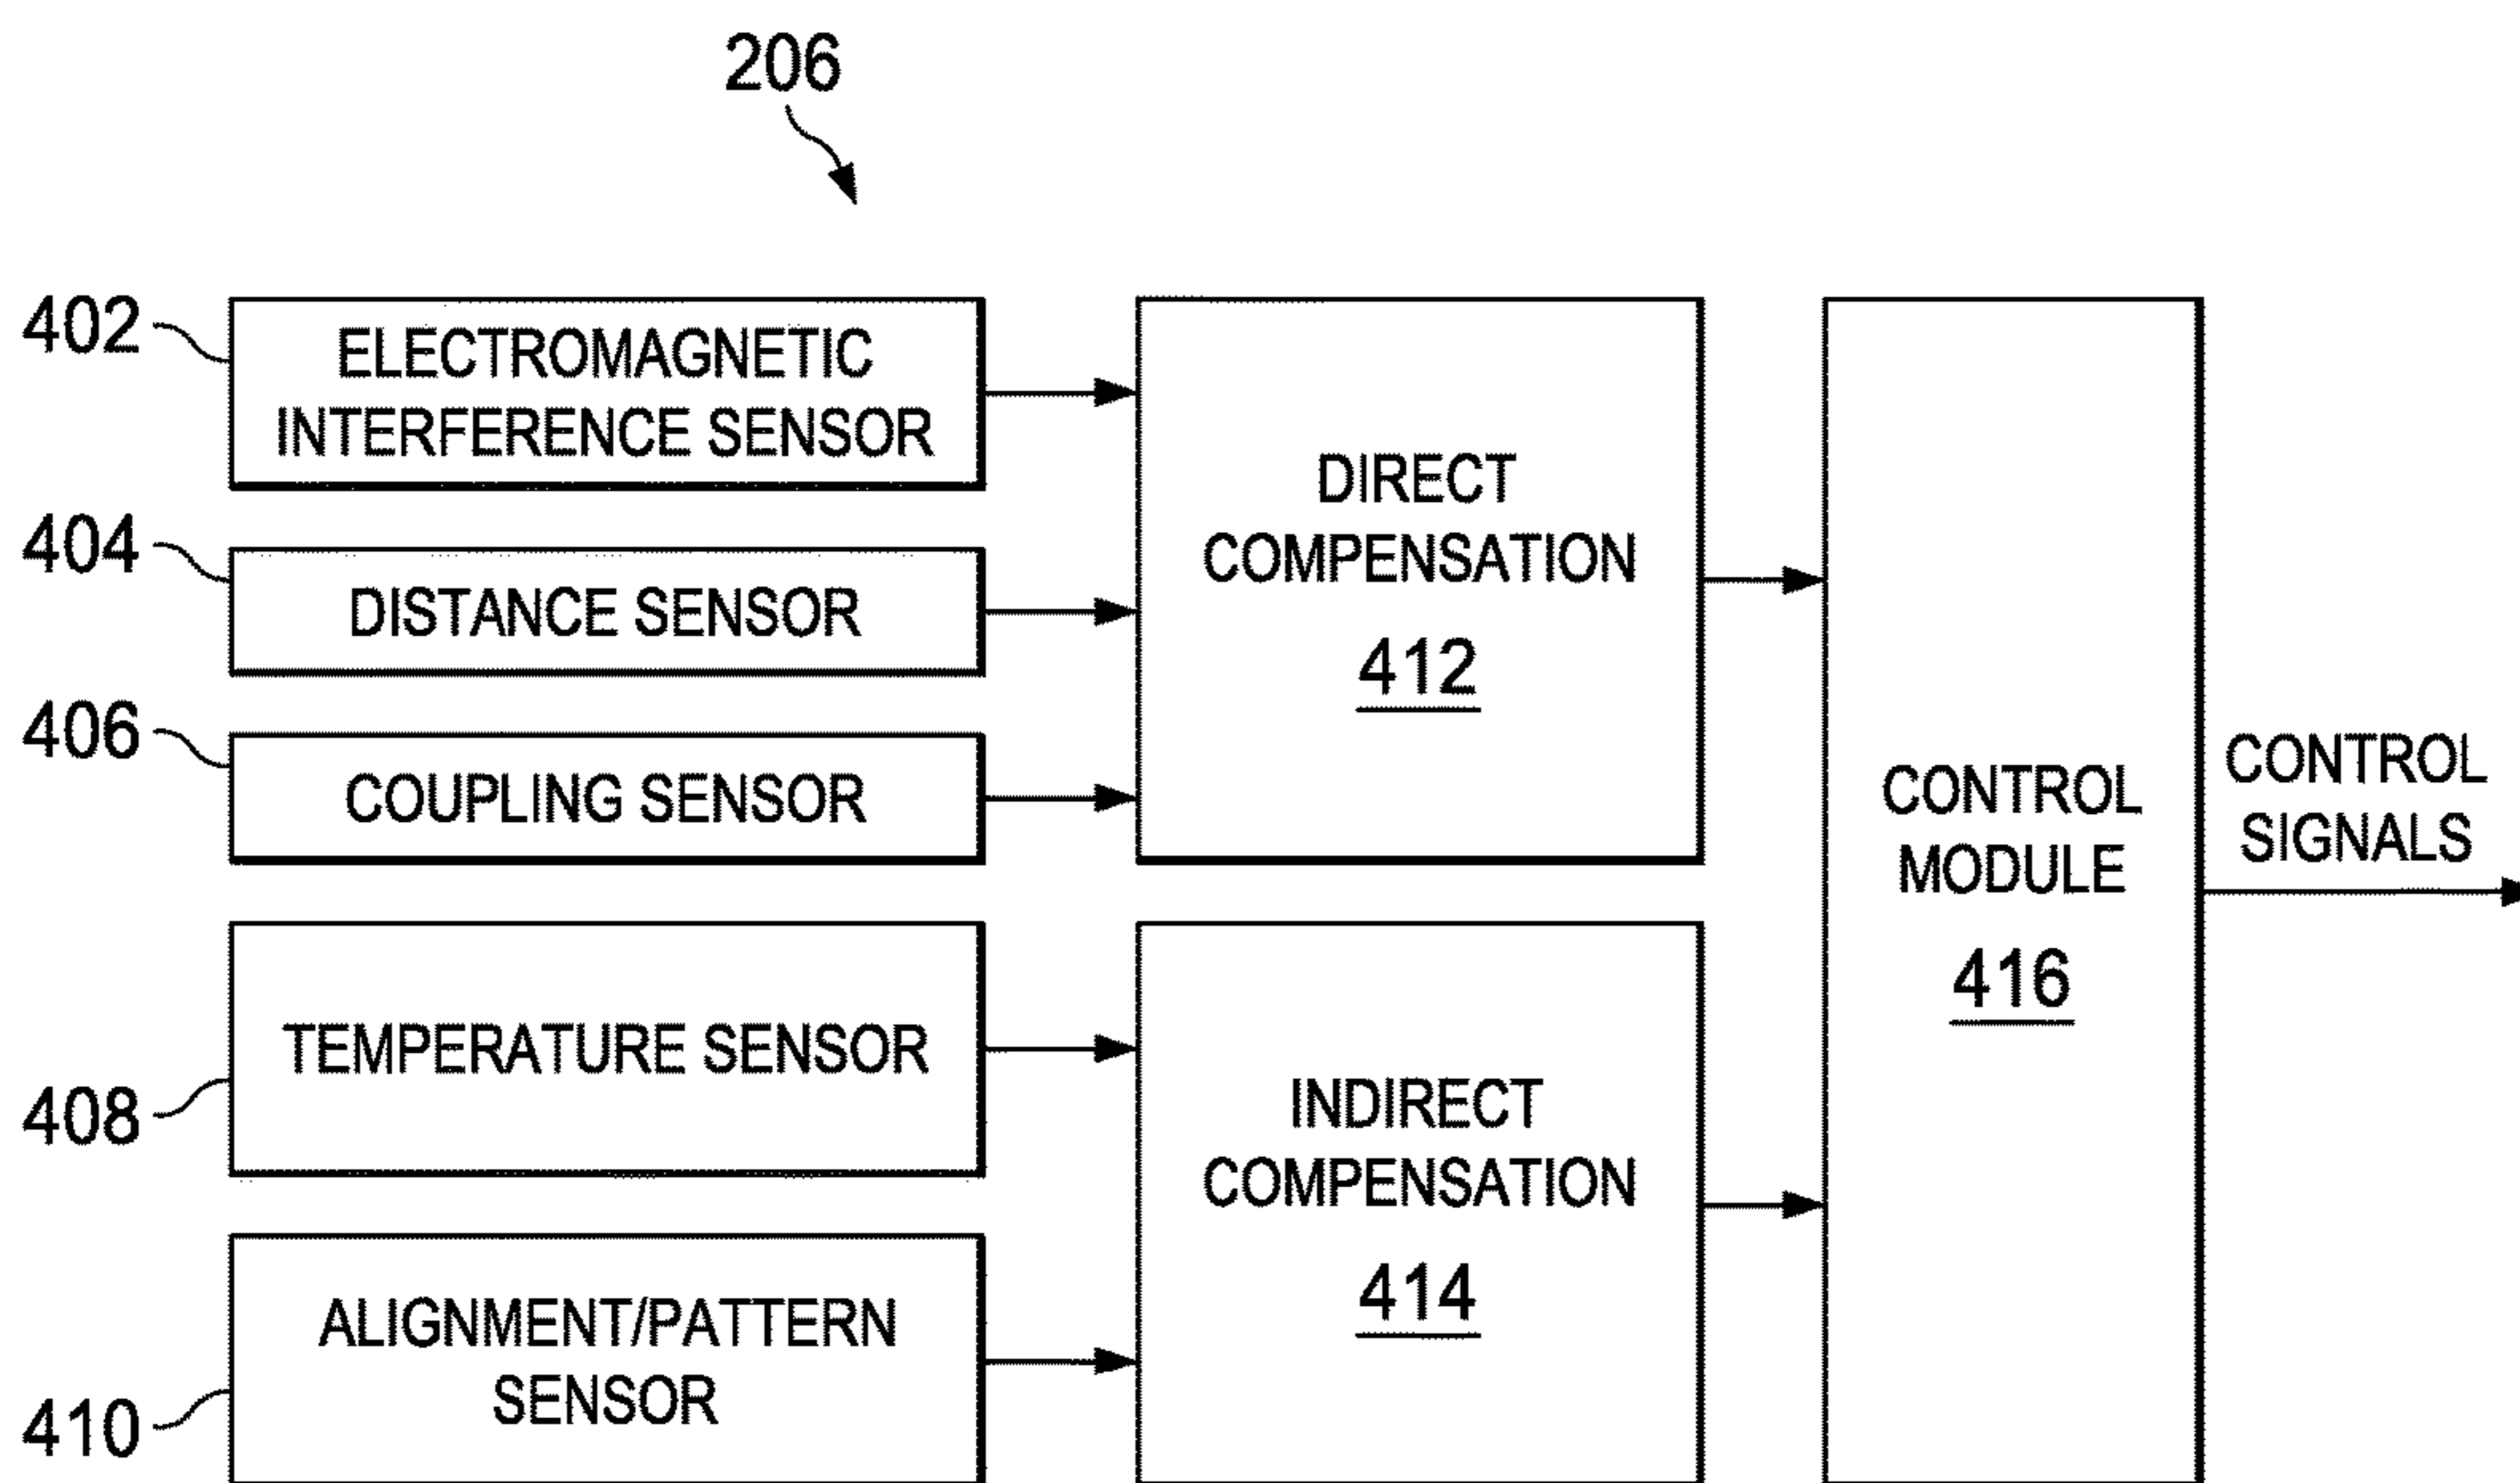 206
402
ELECTROMAGNETIC
INTERFERENCE SENSOR
404
DISTANCE SENSOR
406
COUPLING SENSOR
DIRECT
COMPENSATION
412
408
TEMPERATURE SENSOR
410
ALIGNMENT/PATTERN
SENSOR
INDIRECT
COMPENSATION
414
CONTROL
MODULE
416
CONTROL
SIGNALS